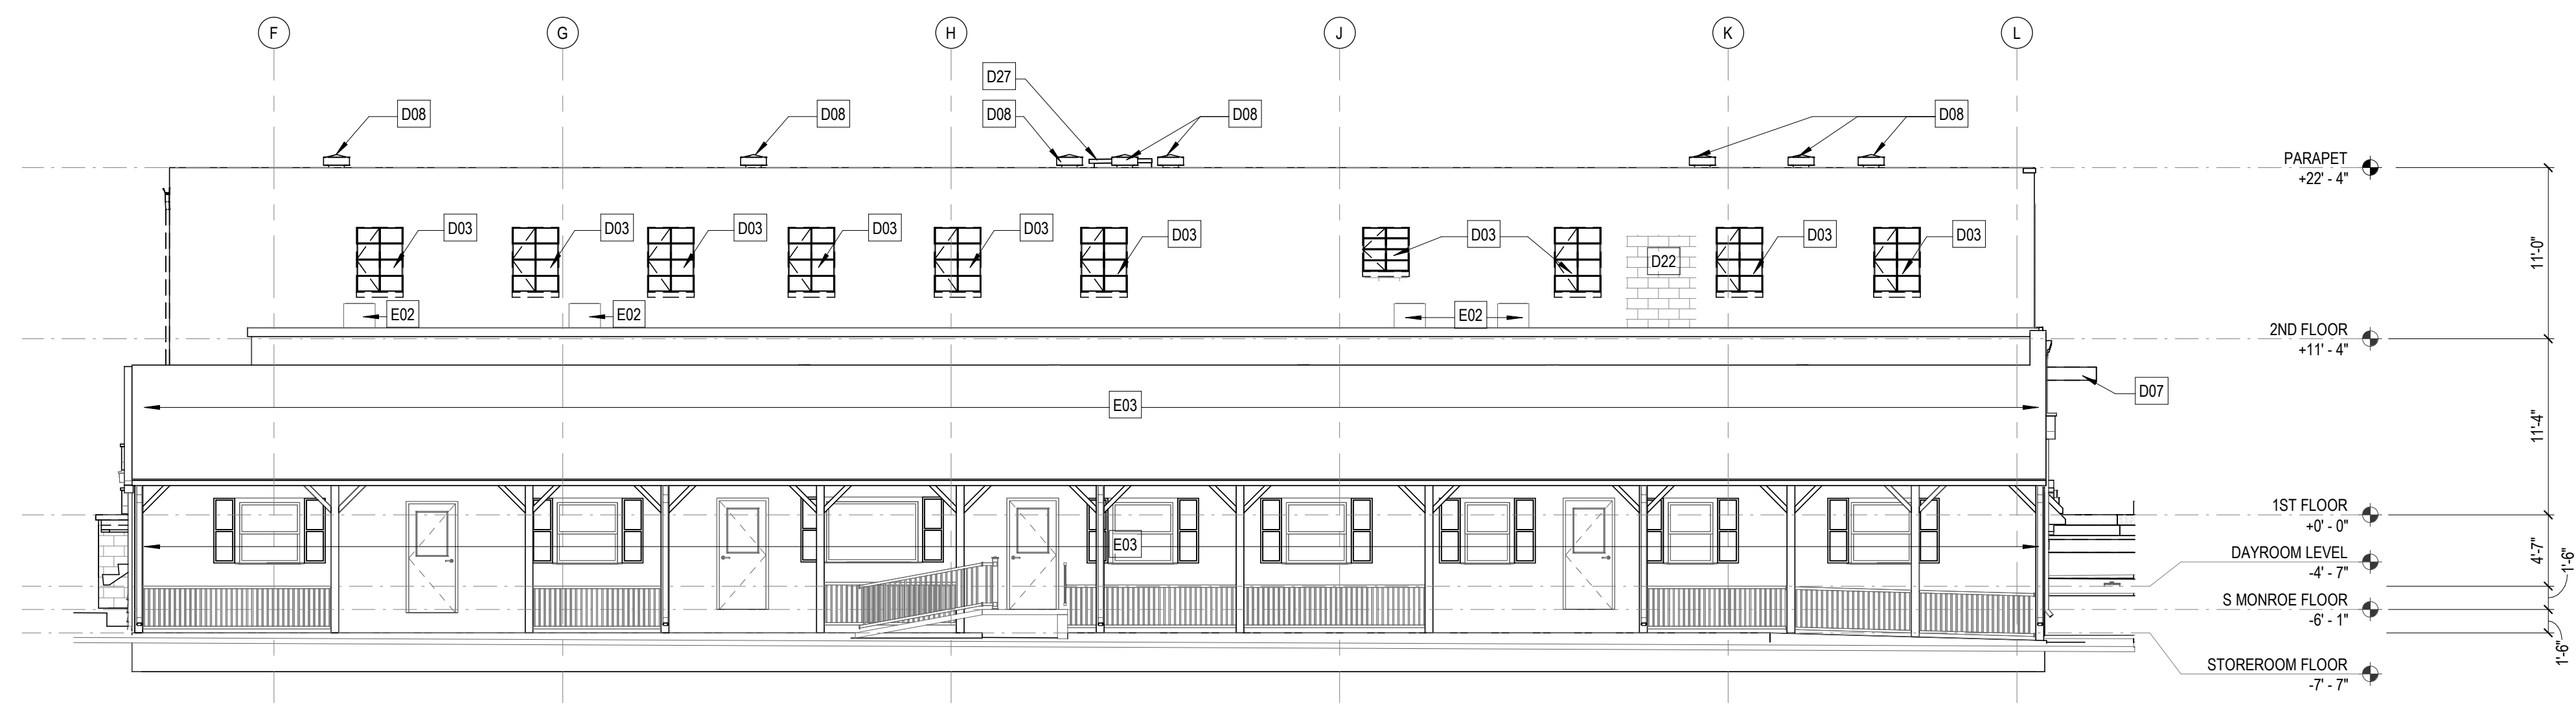 F
G
H
J
K
L
D27
D08
D08
D08
D08
D08
PARAPET
+22' - 4"
D03
D03
D03
D03
D03
D03
D03
D03
D03
D22
11'-0"
E02
E02
E02
2ND FLOOR
+11' - 4"
D07
E03
11'-4"
1ST FLOOR
+0' - 0"
E03
DAYROOM LEVEL
-4' - 7"
4'-7"
1'-6"
S MONROE FLOOR
-6' - 1"
1'-6"
STOREROOM FLOOR
-7' - 7"